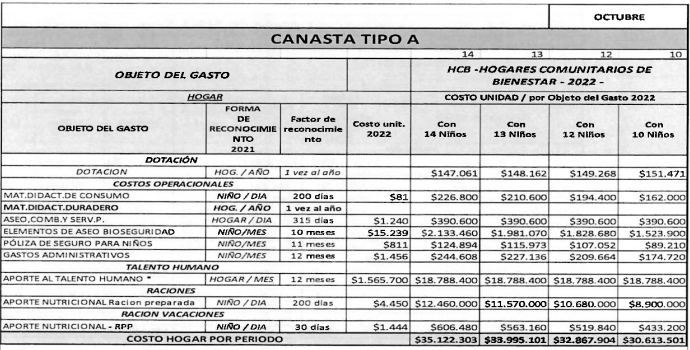 OCTUBRE
CANASTA TIPO A
14 13 12 10
OBJETO DEL GASTO HCB -HOGARES COMUNITARIOS DE BIENESTAR - 2022 -
HOGAR COSTO UNIDAD / por Objeto del Gasto 2022
OBJETO DEL GASTO FORMA DE RECONOCIMIE NTO 2021 Factor de reconocimie nto Costo unit. 2022 Con 14 Niños Con 13 Niños Con 12 Niños Con 10 Niños
DOTACIÓN
DOTACION HOG. / AÑO 1 vez al año $147.061 $148.162 $149.268 $151.471
COSTOS OPERACIONALES
MAT.DIDACT.DE CONSUMO NIÑO / DIA 200 días $81 $226.800 $210.600 $194.400 $162.000
MAT.DIDACT.DURADERO HOG. / AÑO 1 vez al año
ASEO,COMB.Y SERV.P. HOGAR / DIA 315 días $1.240 $390.600 $390.600 $390.600 $390.600
ELEMENTOS DE ASEO BIOSEGURIDAD NIÑO/MES 10 meses $15.239 $2.133.460 $1.981.070 $1.828.680 $1.523.900
PÓLIZA DE SEGURO PARA NIÑOS NIÑO/MES 11 meses $811 $124.894 $115.973 $107.052 $89.210
GASTOS ADMINISTRATIVOS NIÑO/MES 12 meses $1.456 $244.608 $227.136 $209.664 $174.720
TALENTO HUMANO
APORTE AL TALENTO HUMANO * HOGAR / MES 12 meses $1.565.700 $18.788.400 $18.788.400 $18.788.400 $18.788.400
RACIONES
APORTE NUTRICIONAL Racion preparada NIÑO / DIA 200 días $4.450 $12.460.000 $11.570.000 $10.680.000 $8.900.000
RACION VACACIONES
APORTE NUTRICIONAL - RPP NIÑO / DIA 30 días $1.444 $606.480 $563.160 $519.840 $433.200
COSTO HOGAR POR PERIODO $35.122.303 $33.995.101 $32.867.904 $30.613.501